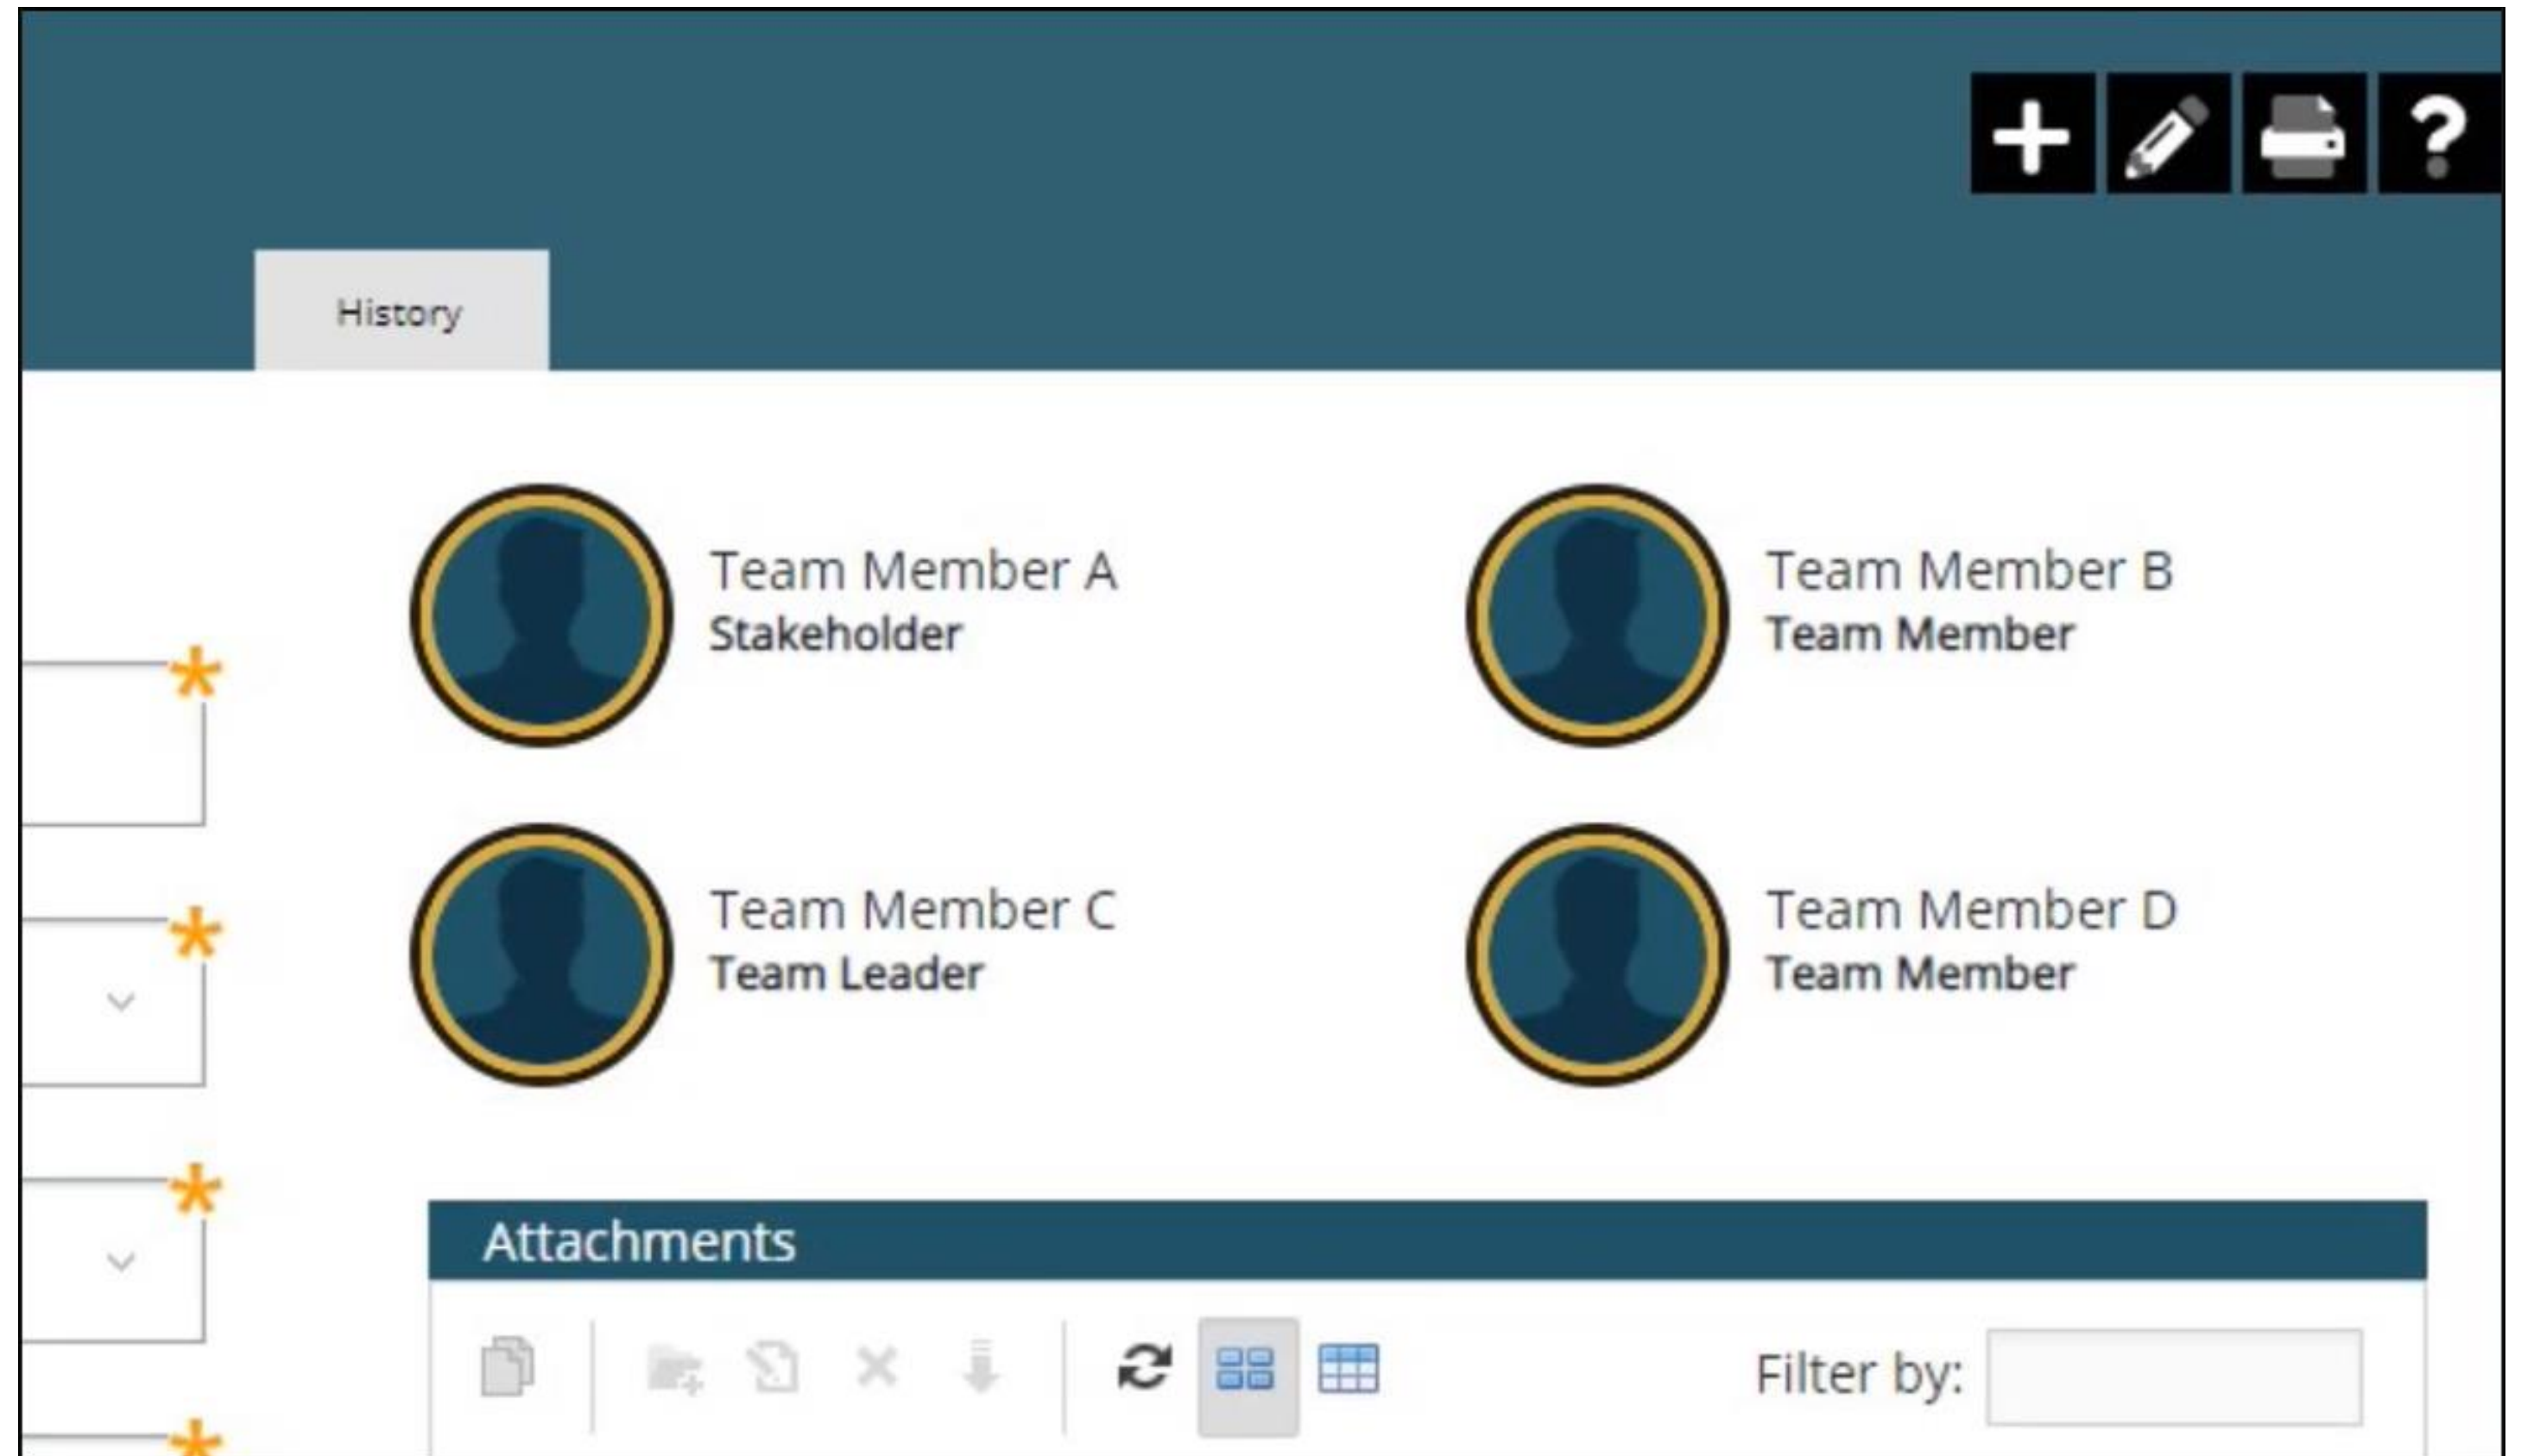 History
Team Member A
Stakeholder
Team Member B
Team Member
Team Member C
Team Leader
Team Member D
Team Member
Attachments
Filter by: